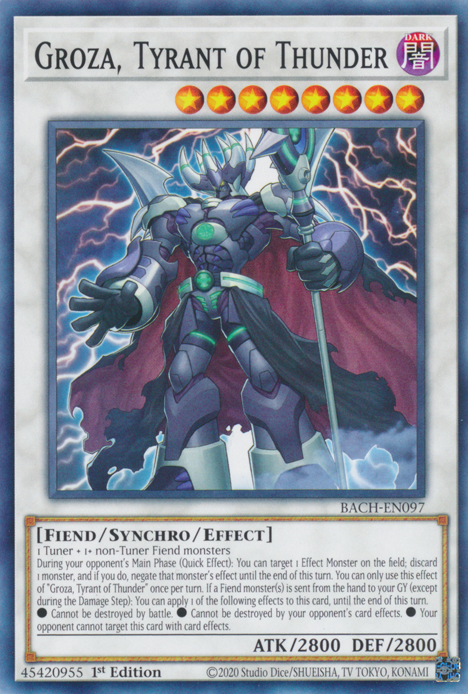 GROZA, TYRANT OF THUNDER
DARK
闇
BACH-EN097
[FIEND/SYNCHRO/EFFECT]
1 Tuner + 1+ non-Tuner Fiend monsters
During your opponent's Main Phase (Quick Effect): You can target 1 Effect Monster on the field; discard
1 monster, and if you do, negate that monster's effect until the end of this turn. You can only use this effect
of "Groza, Tyrant of Thunder" once per turn. If a Fiend monster(s) is sent from the hand to your GY (except
during the Damage Step): You can apply 1 of the following effects to this card, until the end of this turn.
● Cannot be destroyed by battle. ● Cannot be destroyed by your opponent's card effects. ● Your
opponent cannot target this card with card effects.
ATK/2800 DEF/2800
45420955 1st Edition ©2020 Studio Dice/SHUEISHA, TV TOKYO, KONAMI